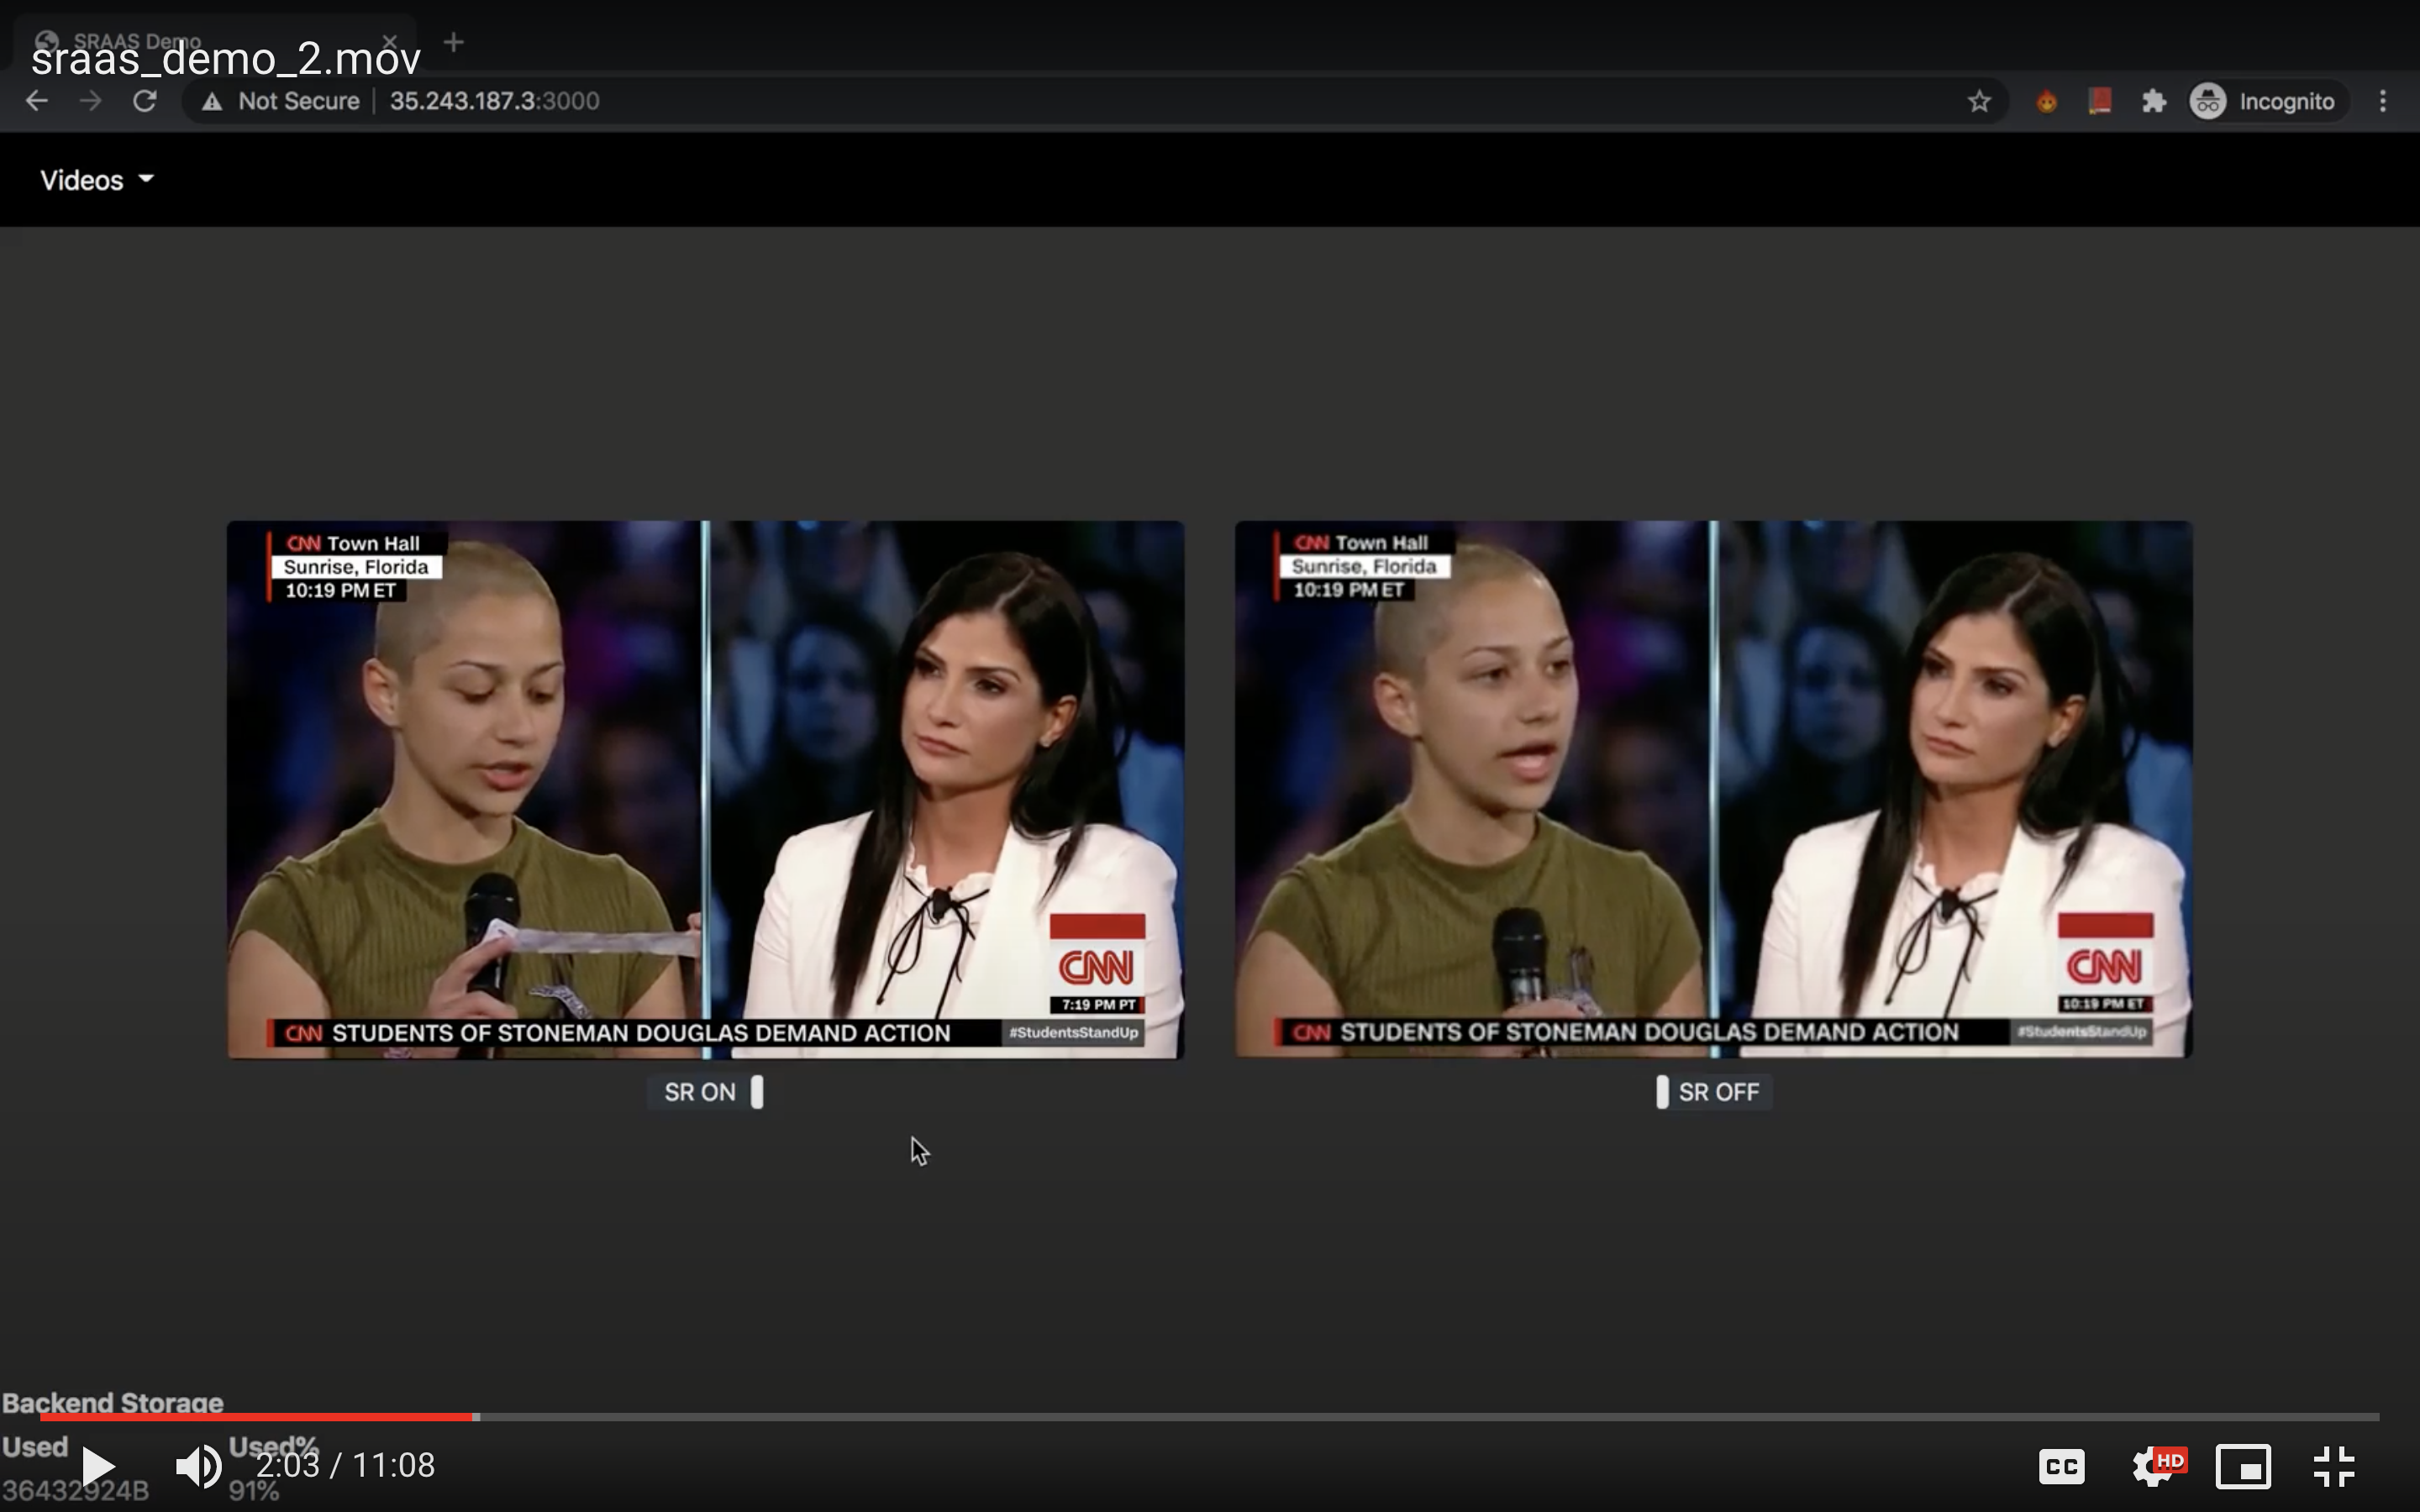 SRAAS Demo
sraas_demo_2.mov
Not Secure
35.243.187.3:3000
Incognito
Videos
CNN Town Hall
Sunrise, Florida
10:19 PM ET
CNN
7:19 PM PT
CNN STUDENTS OF STONEMAN DOUGLAS DEMAND ACTION #StudentsStandUp
SR ON
CNN Town Hall
Sunrise, Florida
10:19 PM ET
CNN
10:19 PM ET
CNN STUDENTS OF STONEMAN DOUGLAS DEMAND ACTION #StudentsStandUp
SR OFF
Backend Storage
Used Used%
36432924B 91%
2:03 / 11:08
CC
HD